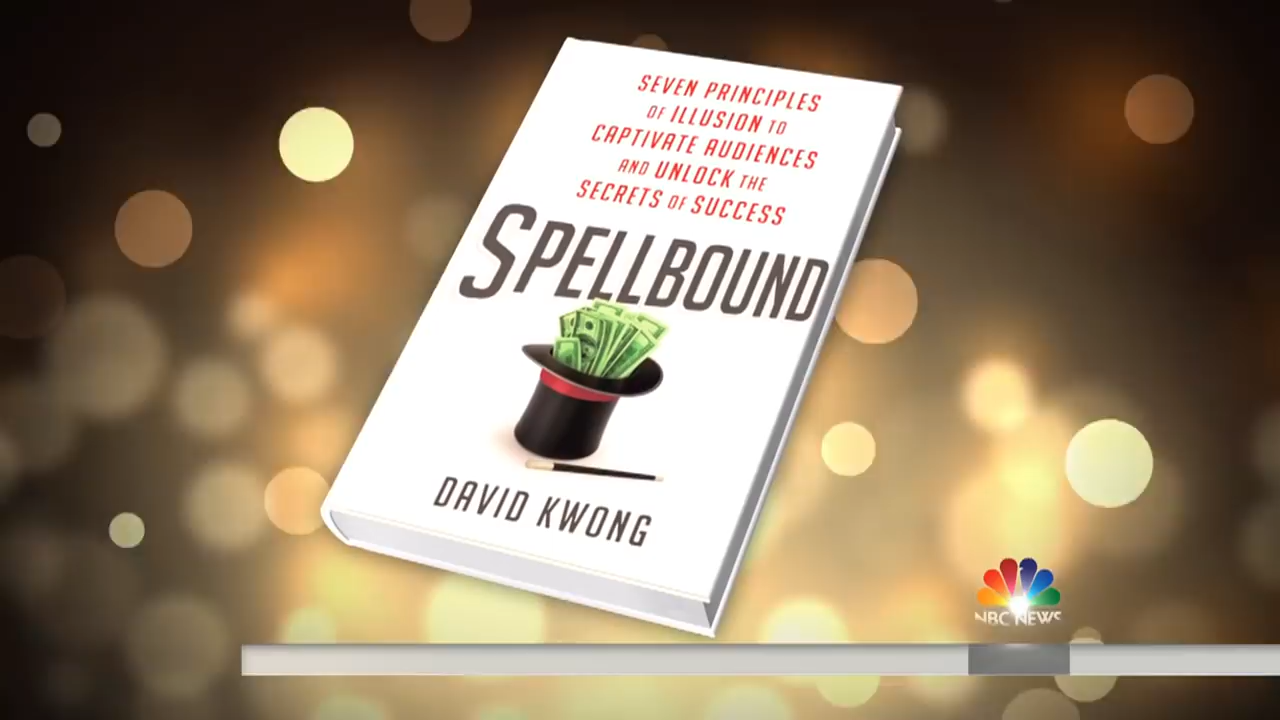 SEVEN PRINCIPLES
OF ILLUSION TO
CAPTIVATE AUDIENCES
AND UNLOCK THE
SECRETS OF SUCCESS
SPELLBOUND
DAVID KWONG
NBC NEWS